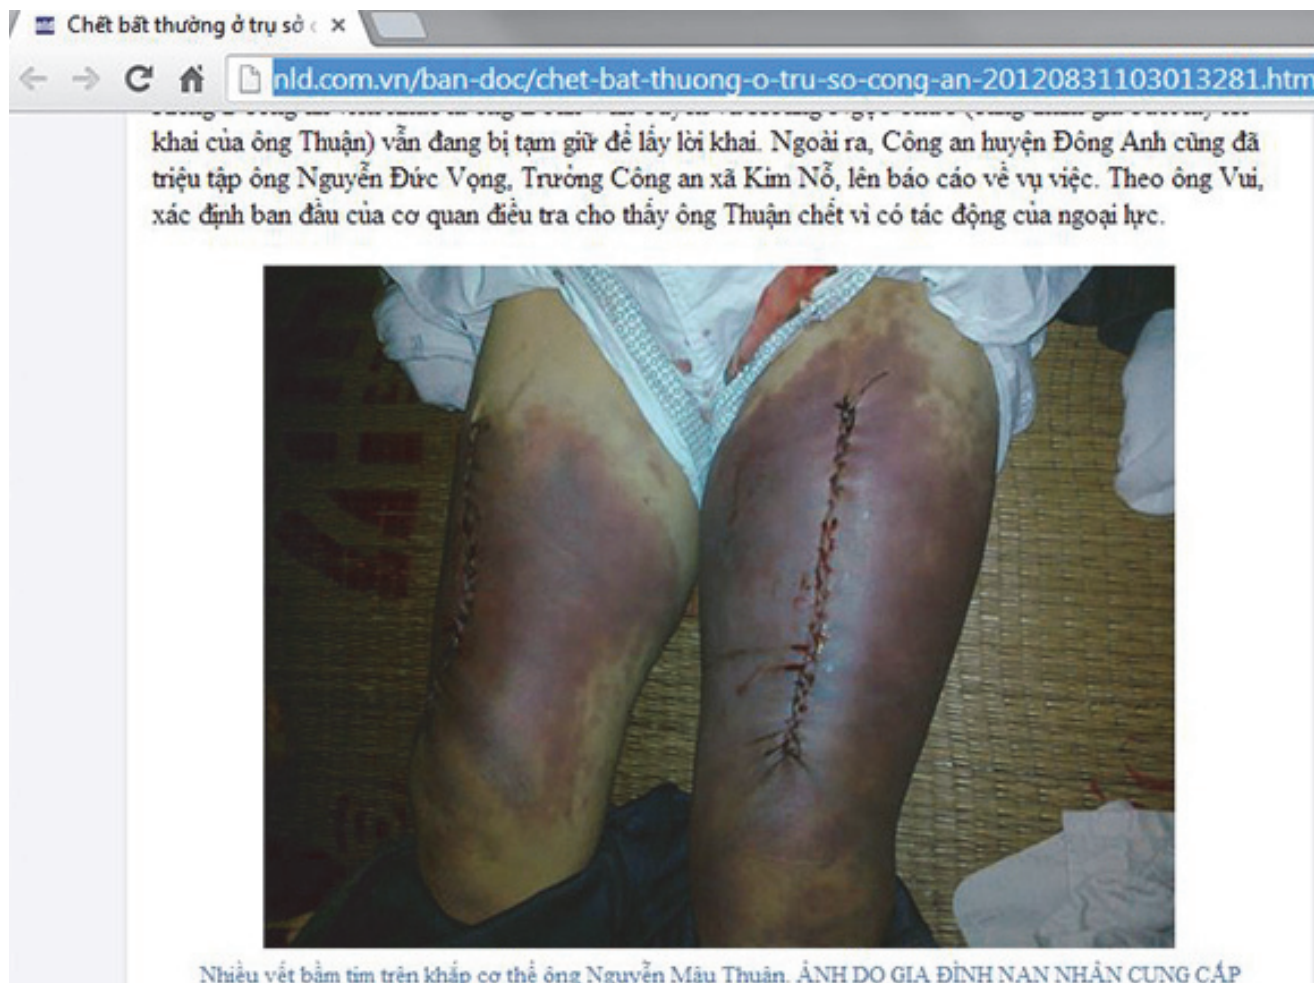 Chết bất thường ở trụ sở c
nld.com.vn/ban-doc/chet-bat-thuong-o-tru-so-cong-an-20120831103013281.htm
khai của ông Thuận) vẫn đang bị tạm giữ để lấy lời khai. Ngoài ra, Công an huyện Đông Anh cũng đã
triệu tập ông Nguyễn Đức Vọng, Trưởng Công an xã Kim Nỗ, lên báo cáo về vụ việc. Theo ông Vui,
xác định ban đầu của cơ quan điều tra cho thấy ông Thuận chết vì có tác động của ngoại lực.
Nhiều vết bầm tím trên khắp cơ thể ông Nguyễn Mậu Thuận. ẢNH DO GIA ĐÌNH NẠN NHÂN CUNG CẤP